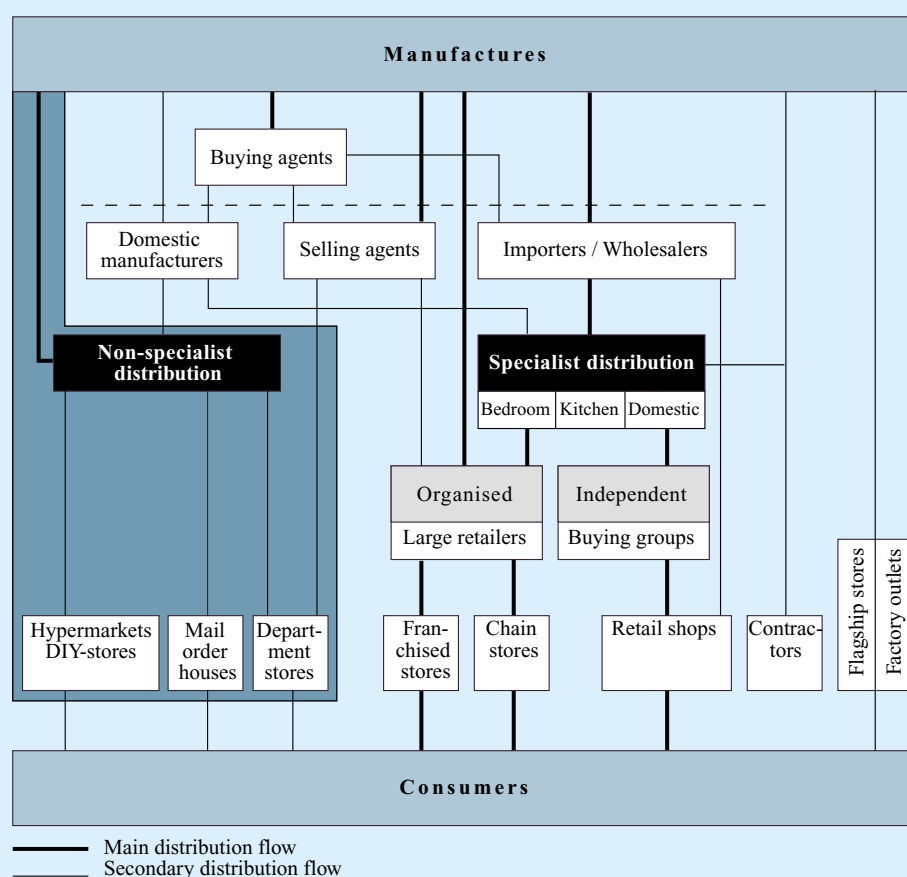 Manufactures
Buying agents
Domestic
manufacturers
Selling agents
Importers / Wholesalers
Non-specialist
distribution
Specialist distribution
Bedroom
Kitchen
Domestic
Organised
Independent
Large retailers
Buying groups
Hypermarkets
DIY-stores
Mail
order
houses
Depart-
ment
stores
Fran-
chised
stores
Chain
stores
Retail shops
Contrac-
tors
Flagship stores
Factory outlets
Consumers
Main distribution flow
Secondary distribution flow